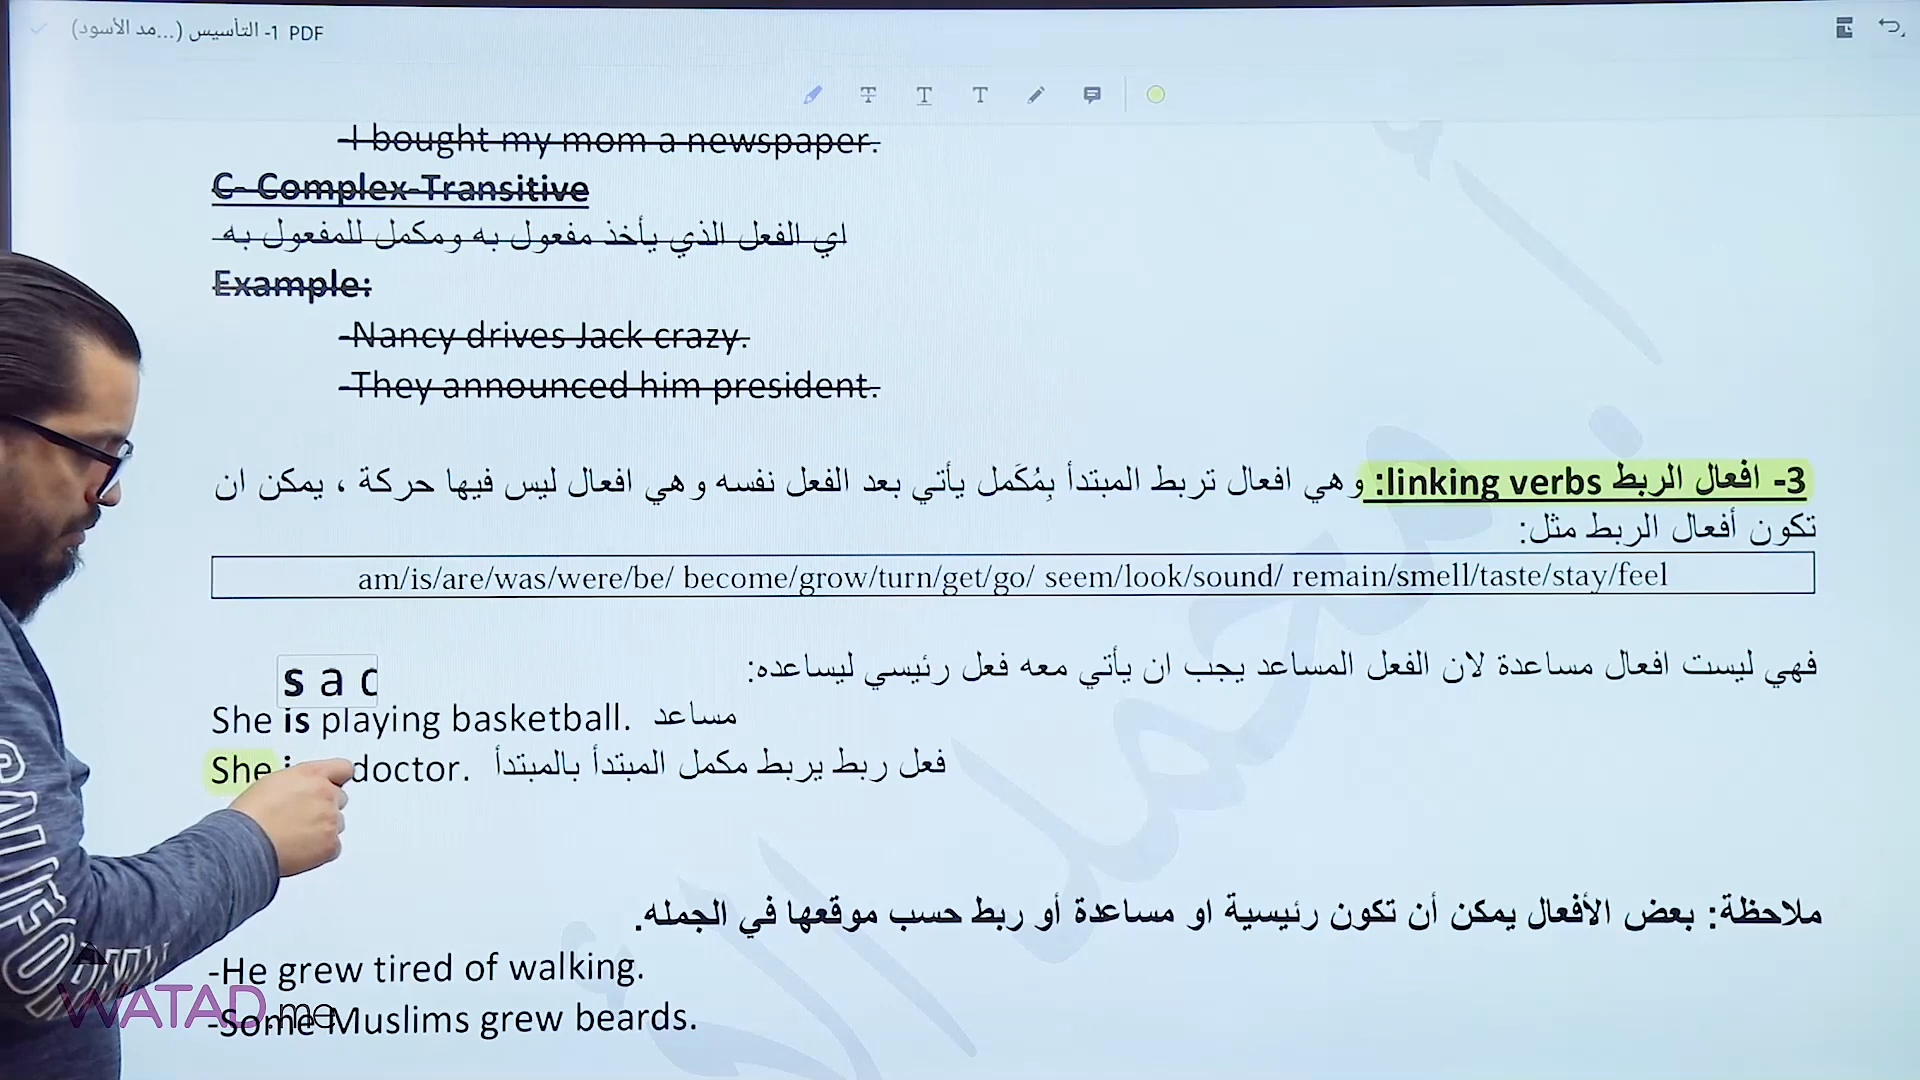 1- التأسيس (...مد الأسود) PDF
-I bought my mom a newspaper.
C- Complex-Transitive
اي الفعل الذي يأخذ مفعول به ومكمل للمفعول به
Example:
-Nancy drives Jack crazy.
-They announced him president.
3- افعال الربط linking verbs: وهي افعال تربط المبتدأ بِمُكَمل يأتي بعد الفعل نفسه وهي افعال ليس فيها حركة ، يمكن ان
تكون أفعال الربط مثل:
am/is/are/was/were/be/ become/grow/turn/get/go/ seem/look/sound/ remain/smell/taste/stay/feel
فهي ليست افعال مساعدة لان الفعل المساعد يجب ان يأتي معه فعل رئيسي ليساعده:
s a
She is playing basketball. مساعد
She doctor. فعل ربط يربط مكمل المبتدأ بالمبتدأ
ملاحظة: بعض الأفعال يمكن أن تكون رئيسية او مساعدة أو ربط حسب موقعها في الجمله.
-He grew tired of walking.
-Some Muslims grew beards.
WATAD.me